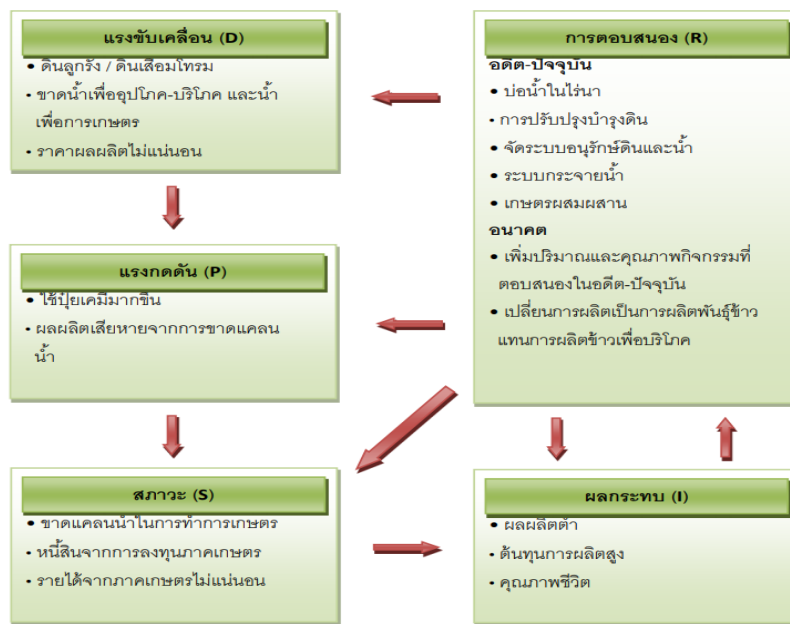 แรงขับเคลื่อน (D)
• ดินลูกรัง / ดินเสื่อมโทรม
• ขาดน้ำเพื่ออุปโภค-บริโภค และน้ำ
เพื่อการเกษตร
• ราคาผลผลิตไม่แน่นอน
แรงกดดัน (P)
• ใช้ปุ๋ยเคมีมากขึ้น
• ผลผลิตเสียหายจากการขาดแคลน
น้ำ
สภาวะ (S)
• ขาดแคลนน้ำในการทำการเกษตร
• หนี้สินจากการลงทุนภาคเกษตร
• รายได้จากภาคเกษตรไม่แน่นอน
การตอบสนอง (R)
อดีต-ปัจจุบัน
• บ่อน้ำในไร่นา
• การปรับปรุงบำรุงดิน
• จัดระบบอนุรักษ์ดินและน้ำ
• ระบบกระจายน้ำ
• เกษตรผสมผสาน
อนาคต
• เพิ่มปริมาณและคุณภาพกิจกรรมที่
ตอบสนองในอดีต-ปัจจุบัน
• เปลี่ยนการผลิตเป็นการผลิตพันธุ์ข้าว
แทนการผลิตข้าวเพื่อบริโภค
ผลกระทบ (I)
• ผลผลิตต่ำ
• ต้นทุนการผลิตสูง
• คุณภาพชีวิต